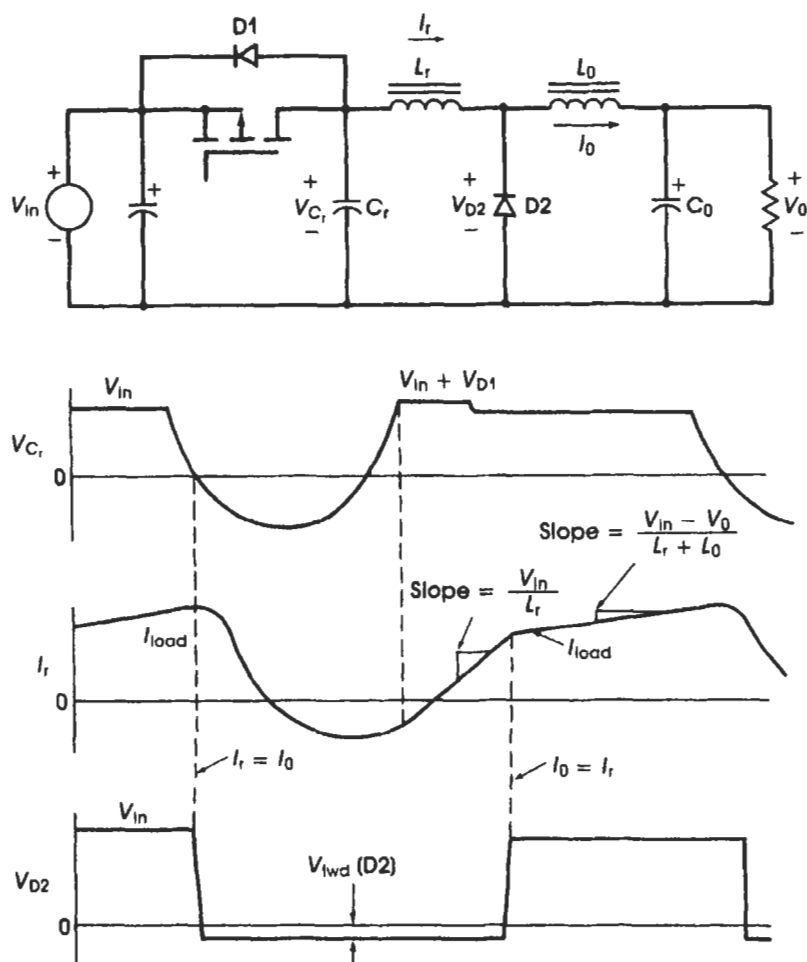 D1
I_r
L_r
L_0
I_0
+
V_in
−
+
+
V_Cr
−
C_r
+
V_D2
−
D2
+
C_0
+
V_0
−
V_in
V_in + V_D1
V_Cr
0
Slope = (V_in − V_0) / (L_r + L_0)
Slope = V_in / L_r
I_load
I_load
I_r
0
I_r = I_0
I_0 = I_r
V_in
V_fwd (D2)
V_D2
0